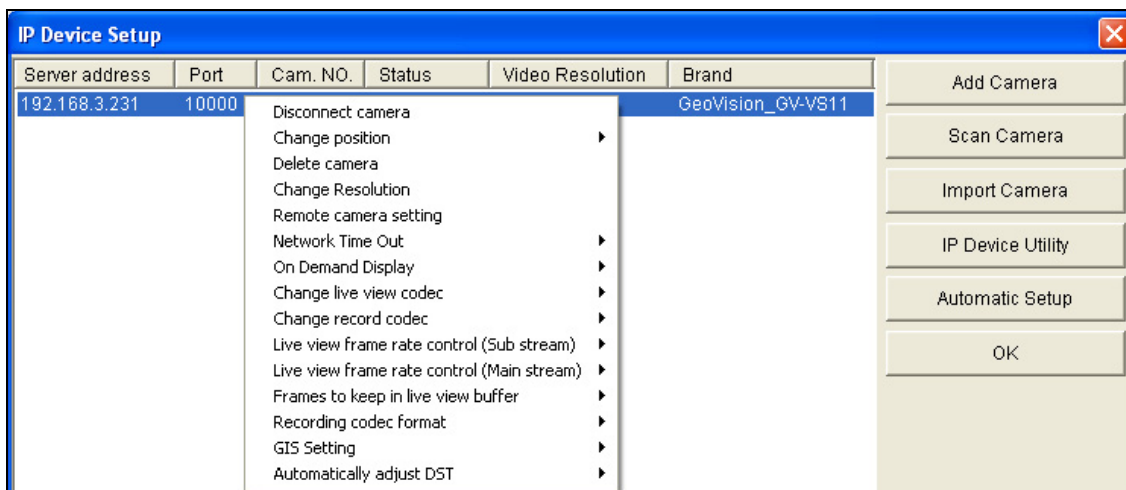 IP Device Setup
Server address Port Cam. NO. Status Video Resolution Brand
192.168.3.231 10000 GeoVision_GV-VS11
Disconnect camera
Change position
Delete camera
Change Resolution
Remote camera setting
Network Time Out
On Demand Display
Change live view codec
Change record codec
Live view frame rate control (Sub stream)
Live view frame rate control (Main stream)
Frames to keep in live view buffer
Recording codec format
GIS Setting
Automatically adjust DST
Add Camera
Scan Camera
Import Camera
IP Device Utility
Automatic Setup
OK